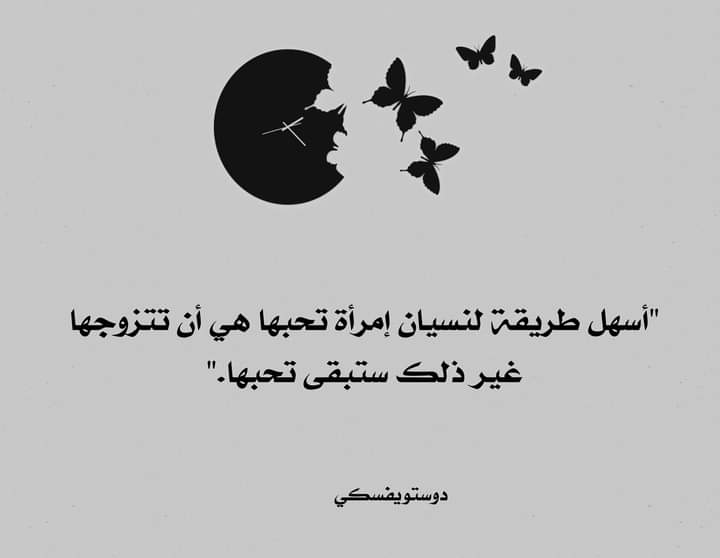 "أسهل طريقة لنسيان إمرأة تحبها هي أن تتزوجها
غير ذلك ستبقى تحبها."
دوستويفسكي